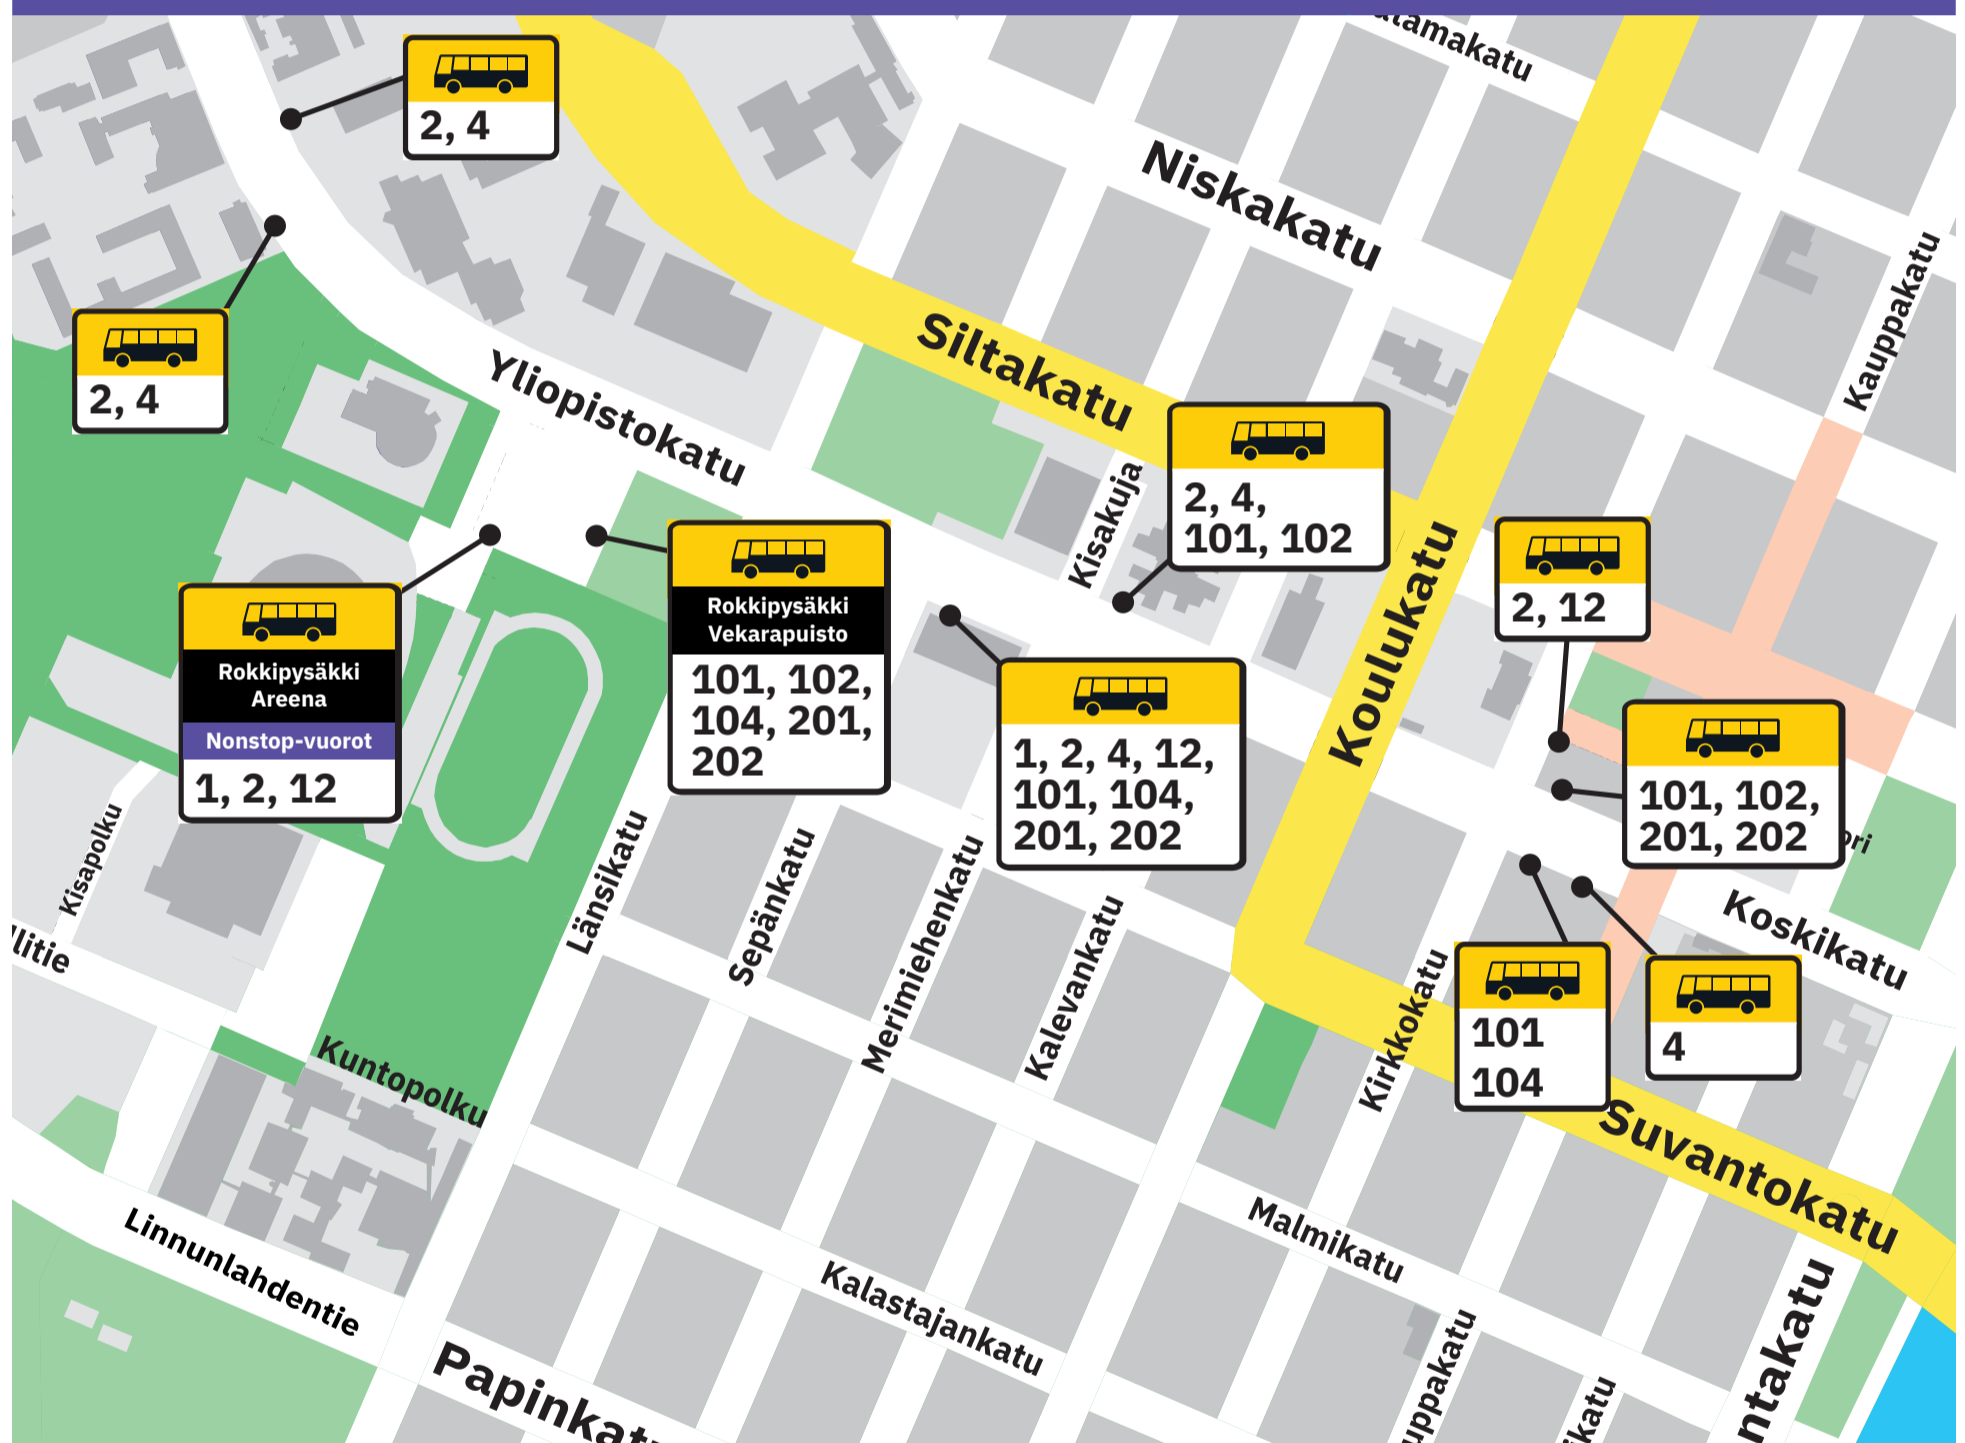 2, 4
Niskakatu
Kauppakatu
2, 4
Siltakatu
Yliopistokatu
Kisakuja
2, 4,
101, 102
Koulukatu
2, 12
Rokkipysäkki
Vekarapuisto
101, 102,
104, 201,
202
Rokkipysäkki
Areena
Nonstop-vuorot
1, 2, 12
1, 2, 4, 12,
101, 104,
201, 202
101, 102,
201, 202
Kisapolku
Länsikatu
Sepänkatu
Merimiehenkatu
Kalevankatu
Kirkkokatu
Koskikatu
101
104
4
Kuntopolku
Suvantokatu
Linnunlahdentie
Malmikatu
Kalastajankatu